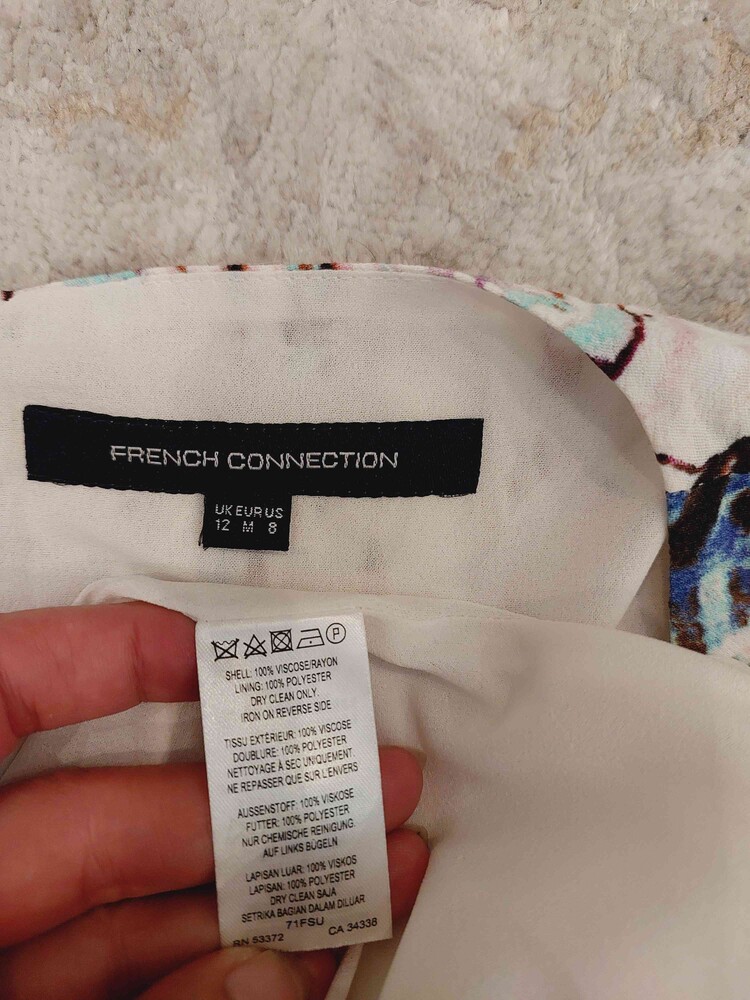 FRENCH CONNECTION
UK EUR US
12 M 8
P
SHELL: 100% VISCOSE/RAYON
LINING: 100% POLYESTER
DRY CLEAN ONLY.
IRON ON REVERSE SIDE
TISSU EXTÉRIEUR: 100% VISCOSE
DOUBLURE: 100% POLYESTER
NETTOYAGE À SEC UNIQUEMENT.
NE REPASSER QUE SUR L'ENVERS
AUSSENSTOFF: 100% VISKOSE
FUTTER: 100% POLYESTER
NUR CHEMISCHE REINIGUNG.
AUF LINKS BÜGELN
LAPISAN LUAR: 100% VISKOS
LAPISAN: 100% POLYESTER
DRY CLEAN SAJA
SETRIKA BAGIAN DALAM DILUAR
71FSU
RN 53372 CA 34338